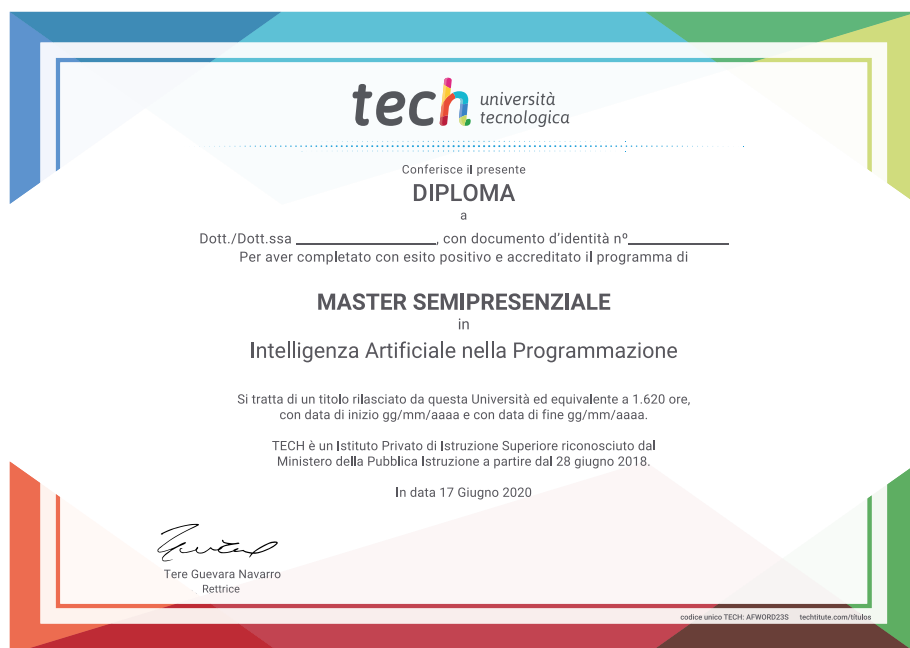 tech università
tecnologica
Conferisce il presente
DIPLOMA
a
Dott./Dott.ssa __________________, con documento d'identità nº_____________
Per aver completato con esito positivo e accreditato il programma di
MASTER SEMIPRESENZIALE
in
Intelligenza Artificiale nella Programmazione
Si tratta di un titolo rilasciato da questa Università ed equivalente a 1.620 ore,
con data di inizio gg/mm/aaaa e con data di fine gg/mm/aaaa.
TECH è un Istituto Privato di Istruzione Superiore riconosciuto dal
Ministero della Pubblica Istruzione a partire dal 28 giugno 2018.
In data 17 Giugno 2020
Tere Guevara Navarro
Rettrice
codice unico TECH: AFWORD23S techtitute.com/titulos